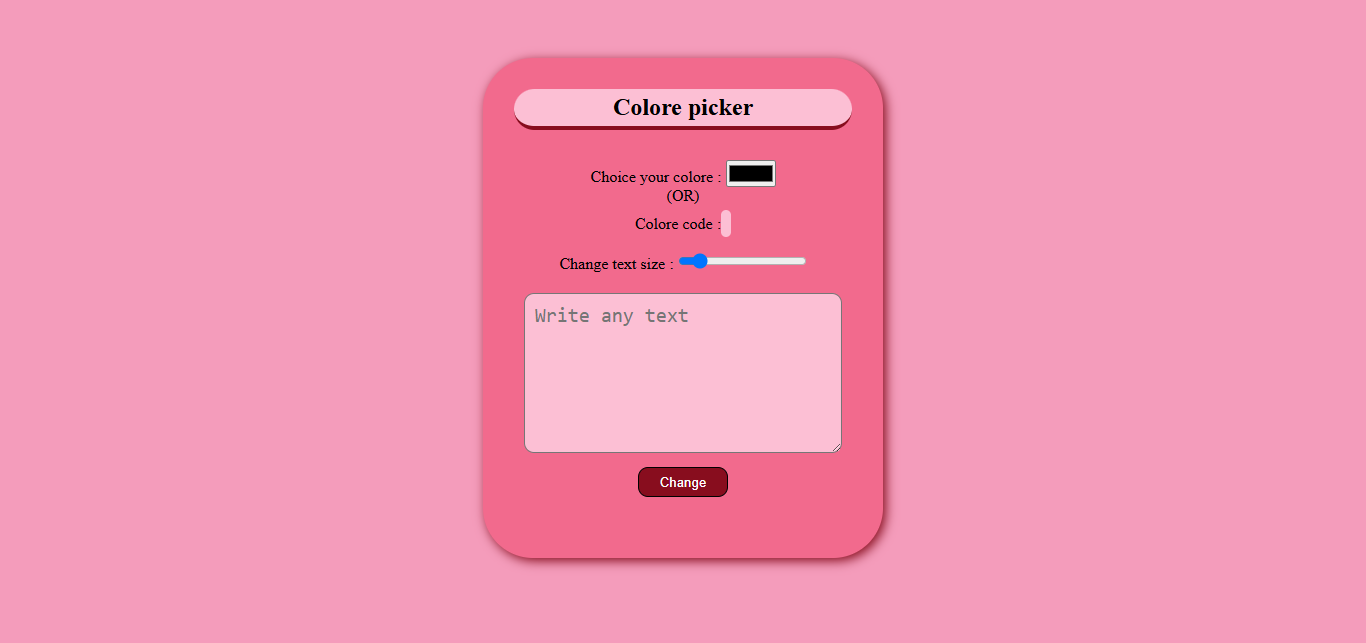 Colore picker
Choice your colore :
(OR)
Colore code :
Change text size :
Write any text
Change